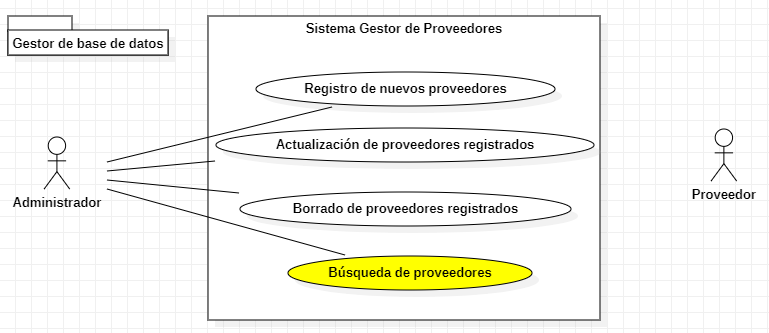 Gestor de base de datos
Sistema Gestor de Proveedores
Registro de nuevos proveedores
Actualización de proveedores registrados
Borrado de proveedores registrados
Búsqueda de proveedores
Administrador
Proveedor